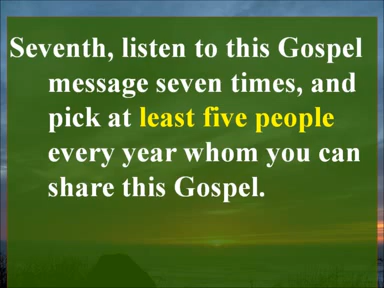 Seventh, listen to this Gospel
message seven times, and
pick at least five people
every year whom you can
share this Gospel.